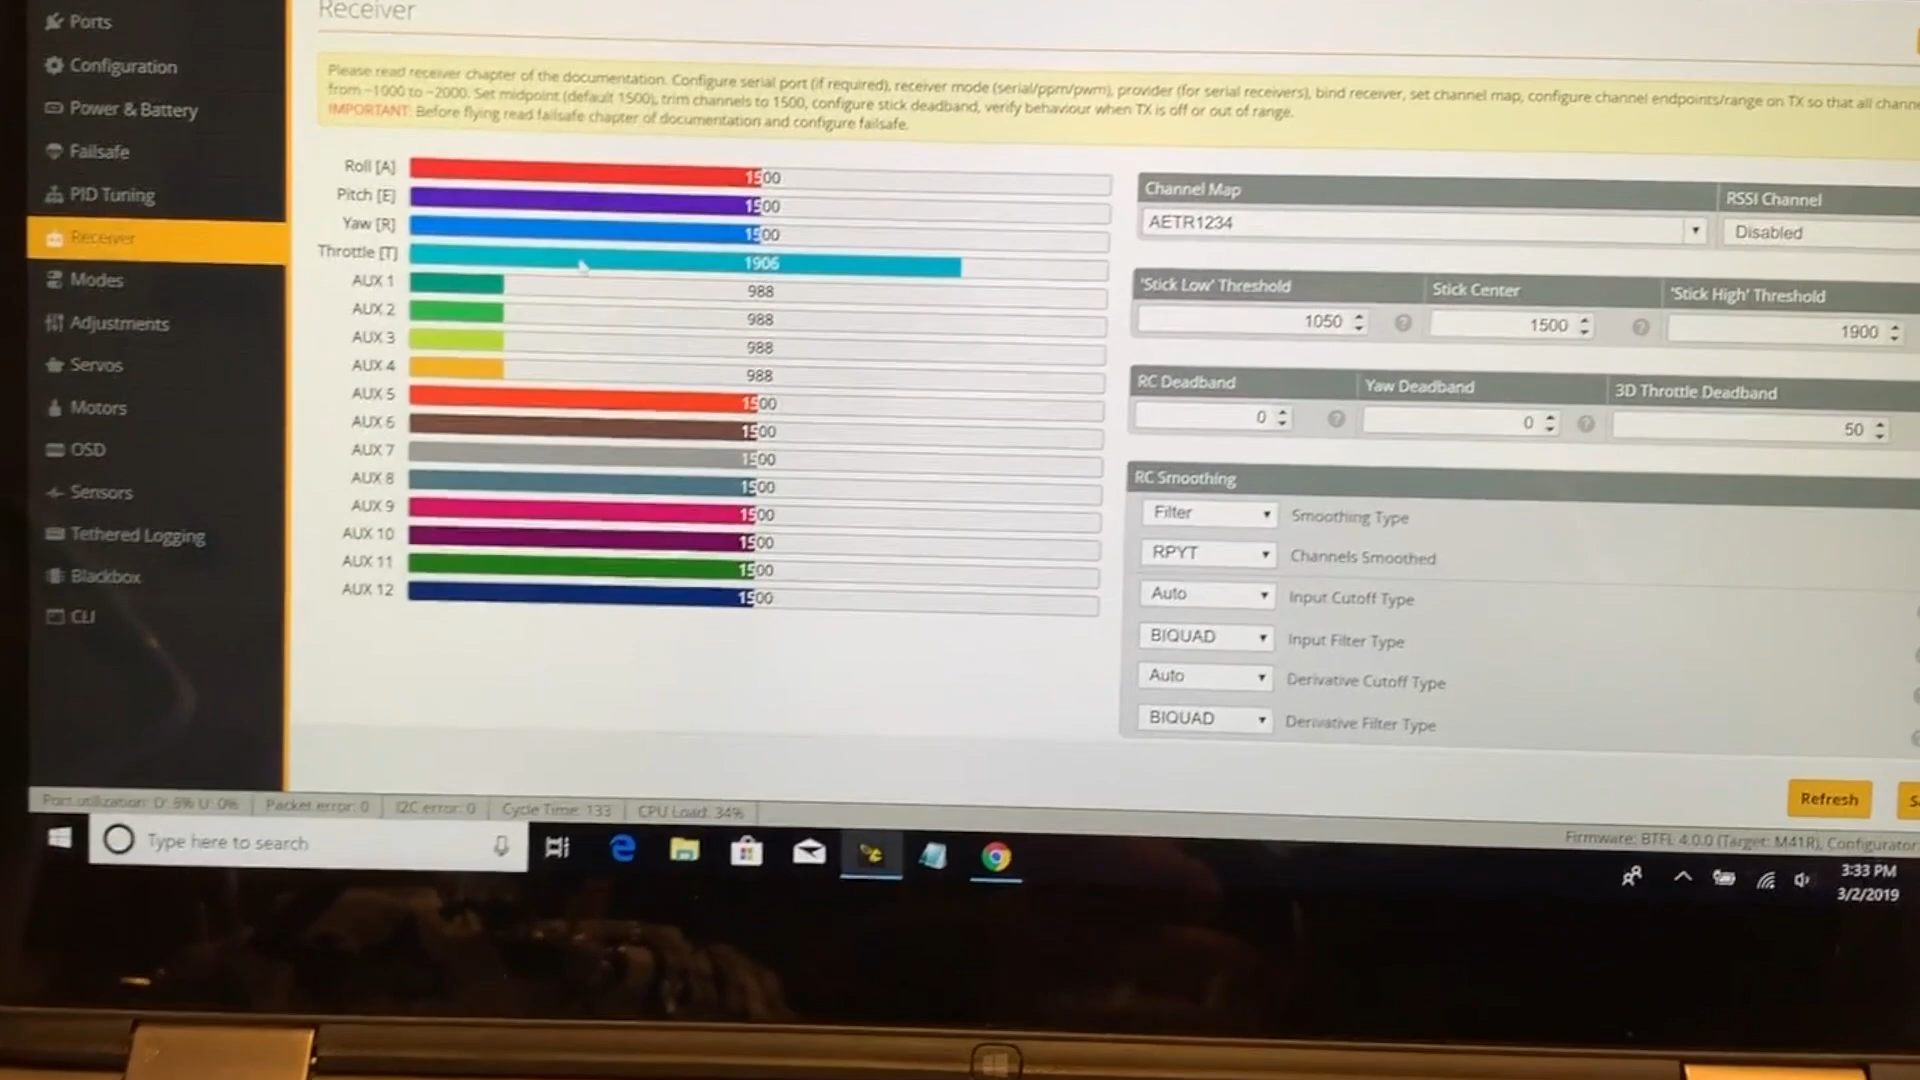 Receiver
Ports
Configuration
Power & Battery
Failsafe
PID Tuning
Receiver
Modes
Adjustments
Servos
Motors
OSD
Sensors
Tethered Logging
Blackbox
CLI
Please read receiver chapter of the documentation. Configure serial port (if required), receiver mode (serial/ppm/pwm), provider (for serial receivers), bind receiver, set channel map, configure channel endpoints/range on TX so that all
from ~1000 to ~2000. Set midpoint (default 1500), trim channels to 1500, configure stick deadband, verify behaviour when TX is off or out of range.
IMPORTANT: Before flying read failsafe chapter of documentation and configure failsafe.
Roll [A] 1500
Pitch [E] 1500
Yaw [R] 1500
Throttle [T] 1906
AUX 1 988
AUX 2 988
AUX 3 988
AUX 4 988
AUX 5 1500
AUX 6 1500
AUX 7 1500
AUX 8 1500
AUX 9 1500
AUX 10 1500
AUX 11 1500
AUX 12 1500
Channel Map RSSI Channel
AETR1234 Disabled
'Stick Low' Threshold Stick Center 'Stick High' Threshold
1050 1500 1900
RC Deadband Yaw Deadband 3D Throttle Deadband
0 0 50
RC Smoothing
Filter Smoothing Type
RPYT Channels Smoothed
Auto Input Cutoff Type
BIQUAD Input Filter Type
Auto Derivative Cutoff Type
BIQUAD Derivative Filter Type
Refresh
Port utilization: D: 8% U: 0% Packet error: 0 I2C error: 0 Cycle Time: 133 CPU Load: 34%
Firmware: BTFL 4.0.0 (Target: M41R), Configurator:
Type here to search
3:33 PM
3/2/2019